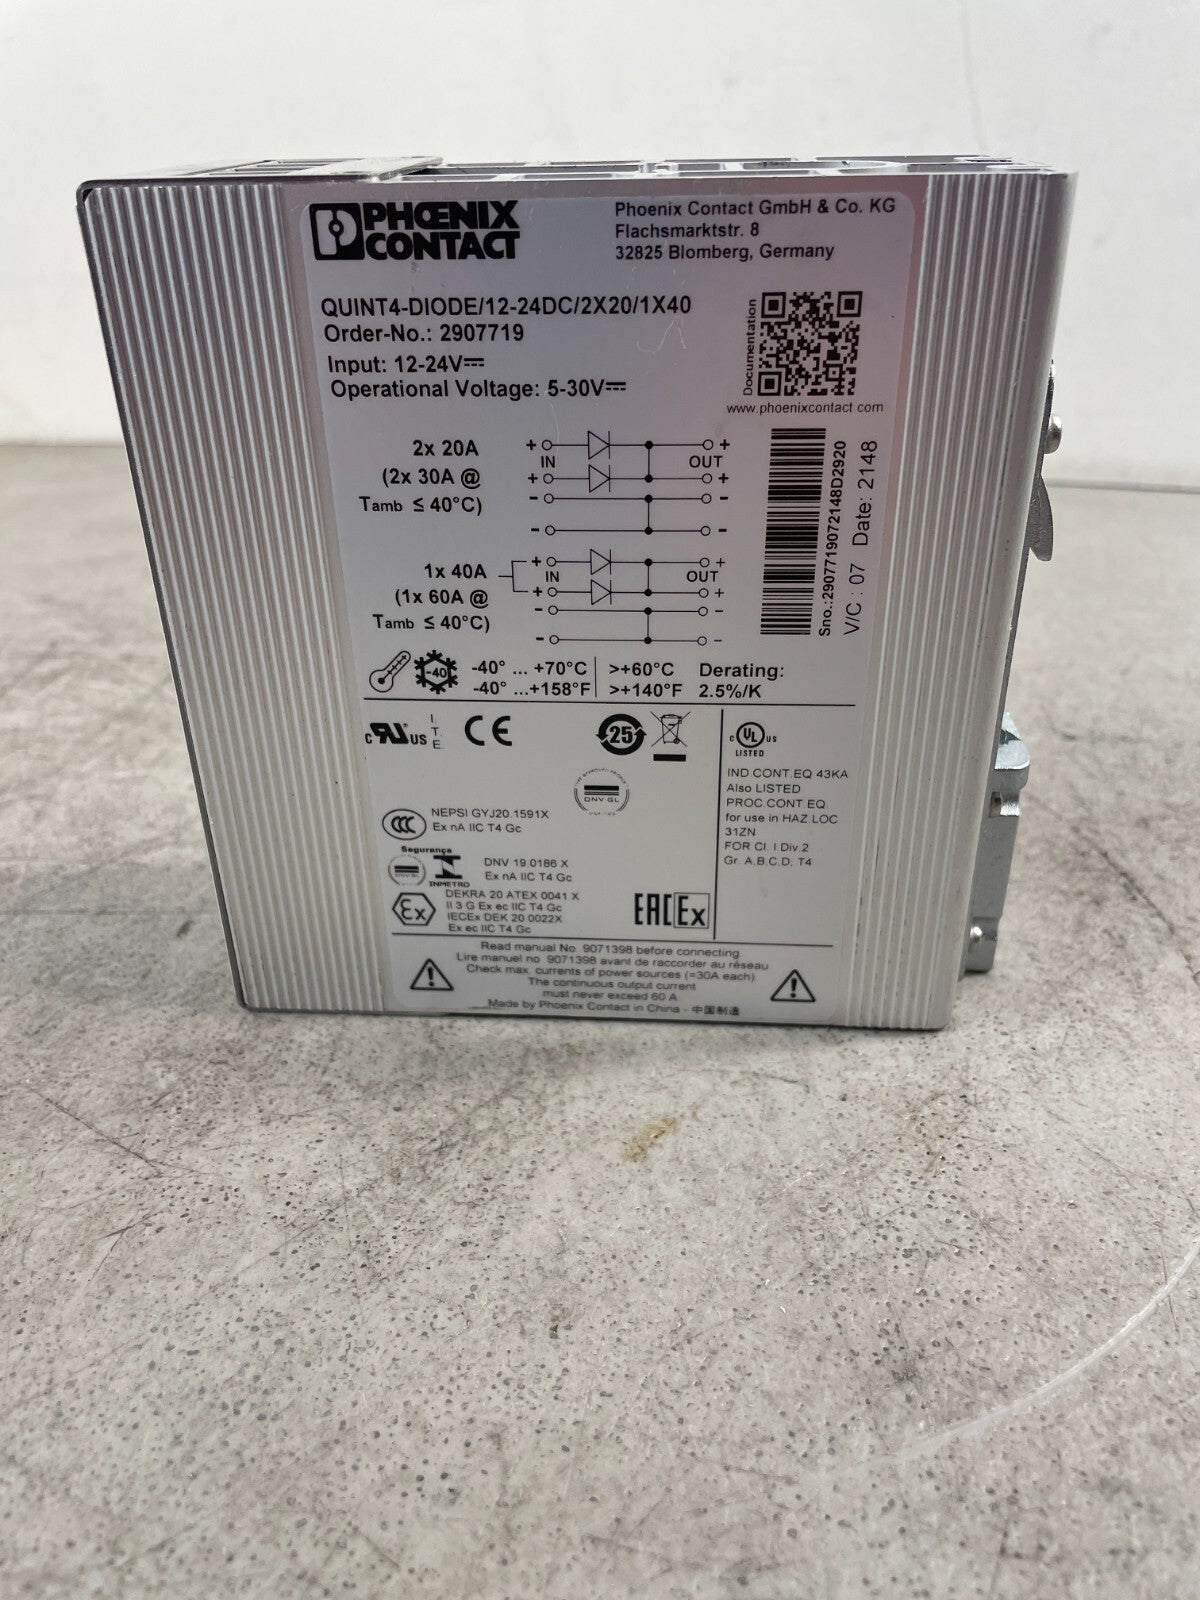 PHOENIX
CONTACT
Phoenix Contact GmbH & Co. KG
Flachsmarktstr. 8
32825 Blomberg, Germany
QUINT4-DIODE/12-24DC/2X20/1X40
Order-No.: 2907719
Input: 12-24V
Operational Voltage: 5-30V
Documentation
www.phoenixcontact.com
2x 20A
(2x 30A @
Tamb ≤ 40°C)
+ +
IN OUT
+ +
- -
- -
1x 40A
(1x 60A @
Tamb ≤ 40°C)
+ +
IN OUT
+ +
- -
- -
Sno.:2907719072148D2920
V/C : 07 Date: 2148
-40
-40° ... +70°C >+60°C Derating:
-40° ...+158°F >+140°F 2.5%/K
c RU us I.T.E.
CE
25
c UL us
LISTED
IND.CONT.EQ 43KA
Also LISTED
PROC.CONT.EQ.
for use in HAZ.LOC
31ZN
FOR Cl. I Div.2
Gr. A,B,C,D, T4
DNV·GL
CCC
NEPSI GYJ20.1591X
Ex nA IIC T4 Gc
Segurança
DNV·GL
INMETRO
DNV 19.0186 X
Ex nA IIC T4 Gc
Ex
DEKRA 20 ATEX 0041 X
II 3 G Ex ec IIC T4 Gc
IECEx DEK 20.0022X
Ex ec IIC T4 Gc
EAC Ex
Read manual No. 9071398 before connecting.
Lire manuel no. 9071398 avant de raccorder au réseau
Check max. currents of power sources (=30A each).
The continuous output current
must never exceed 60 A.
Made by Phoenix Contact in China - 中国制造